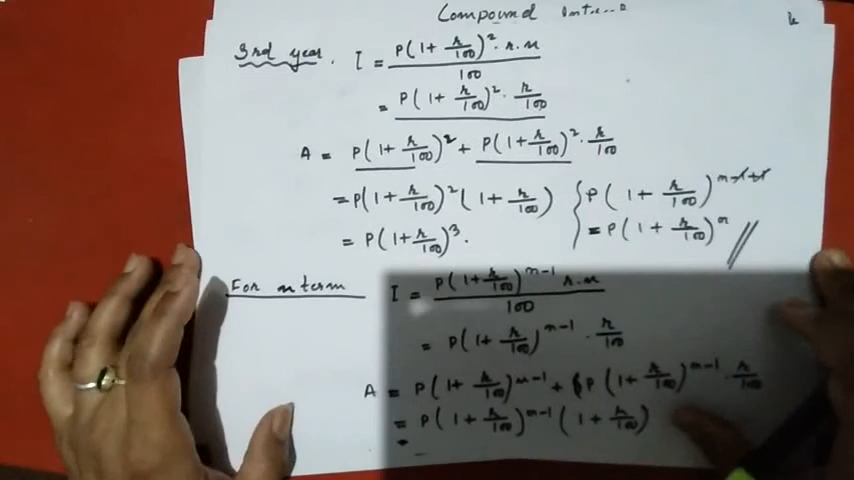 Compound
3rd year. I = P(1 + r/100)² · r · n / 100
= P(1 + r/100)² · r/100
A = P(1 + r/100)² + P(1 + r/100)² · r/100
= P(1 + r/100)² (1 + r/100)
= P(1 + r/100)³.
P(1 + r/100)ⁿ⁻¹⁺¹
= P(1 + r/100)ⁿ //
For n term I = P(1 + r/100)ⁿ⁻¹ r · n / 100
= P(1 + r/100)ⁿ⁻¹ · r/100
A = P(1 + r/100)ⁿ⁻¹ + P(1 + r/100)ⁿ⁻¹ · r/100
= P(1 + r/100)ⁿ⁻¹ (1 + r/100)
=